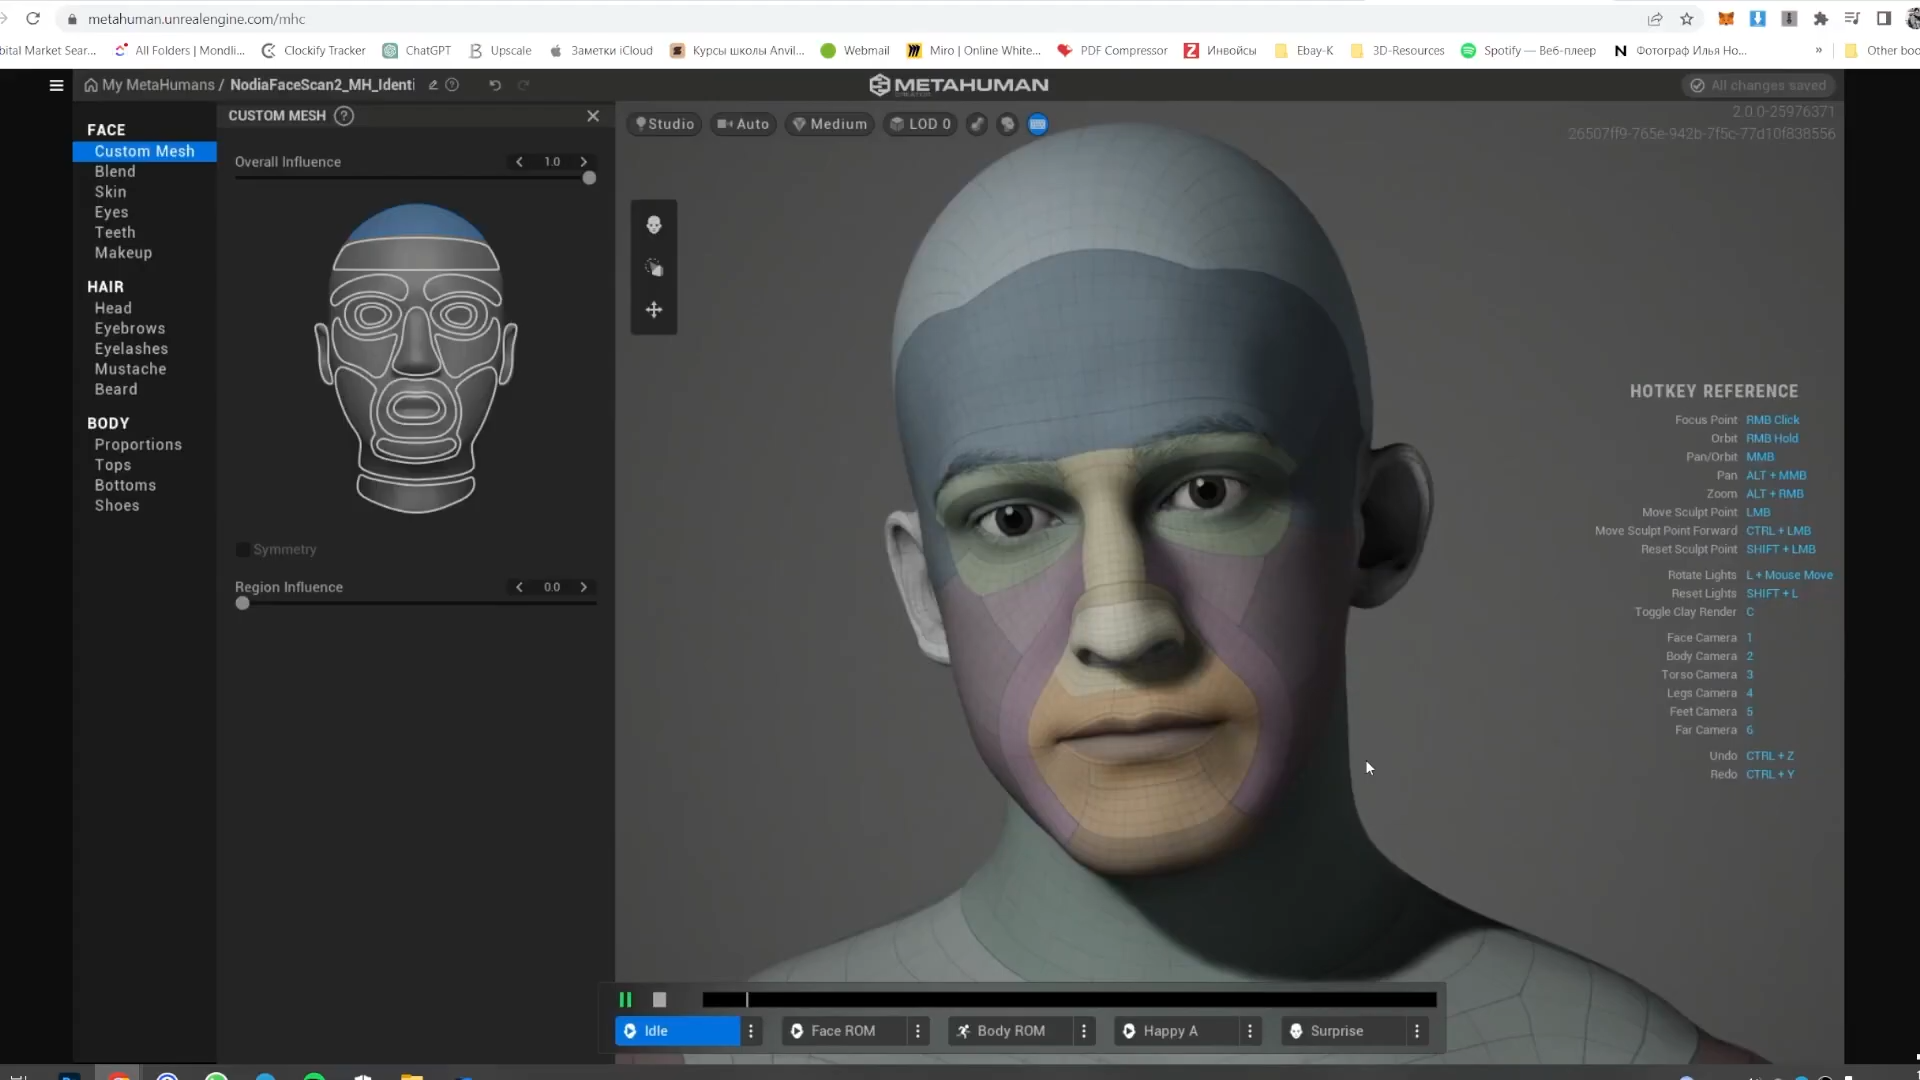 metahuman.unrealengine.com/mhc
bital Market Sear... All Folders | Mondli... Clockify Tracker ChatGPT Upscale Заметки iCloud Курсы школы Anvil... Webmail Miro | Online White... PDF Compressor Инвойсы Ebay-K 3D-Resources Spotify — Веб-плеер Фотограф Илья Но... » Other boo
My MetaHumans / NodiaFaceScan2_MH_Identi
METAHUMAN
CREATOR
All changes saved
FACE
Custom Mesh
Blend
Skin
Eyes
Teeth
Makeup
HAIR
Head
Eyebrows
Eyelashes
Mustache
Beard
BODY
Proportions
Tops
Bottoms
Shoes
CUSTOM MESH ?
Overall Influence 1.0
Symmetry
Region Influence 0.0
Studio Auto Medium LOD 0
2.0.0-25976371
26507ff9-765e-942b-7f5c-77d10f838556
HOTKEY REFERENCE
Focus Point RMB Click
Orbit RMB Hold
Pan/Orbit MMB
Pan ALT + MMB
Zoom ALT + RMB
Move Sculpt Point LMB
Move Sculpt Point Forward CTRL + LMB
Reset Sculpt Point SHIFT + LMB
Rotate Lights L + Mouse Move
Reset Lights SHIFT + L
Toggle Clay Render C
Face Camera 1
Body Camera 2
Torso Camera 3
Legs Camera 4
Feet Camera 5
Far Camera 6
Undo CTRL + Z
Redo CTRL + Y
Idle Face ROM Body ROM Happy A Surprise